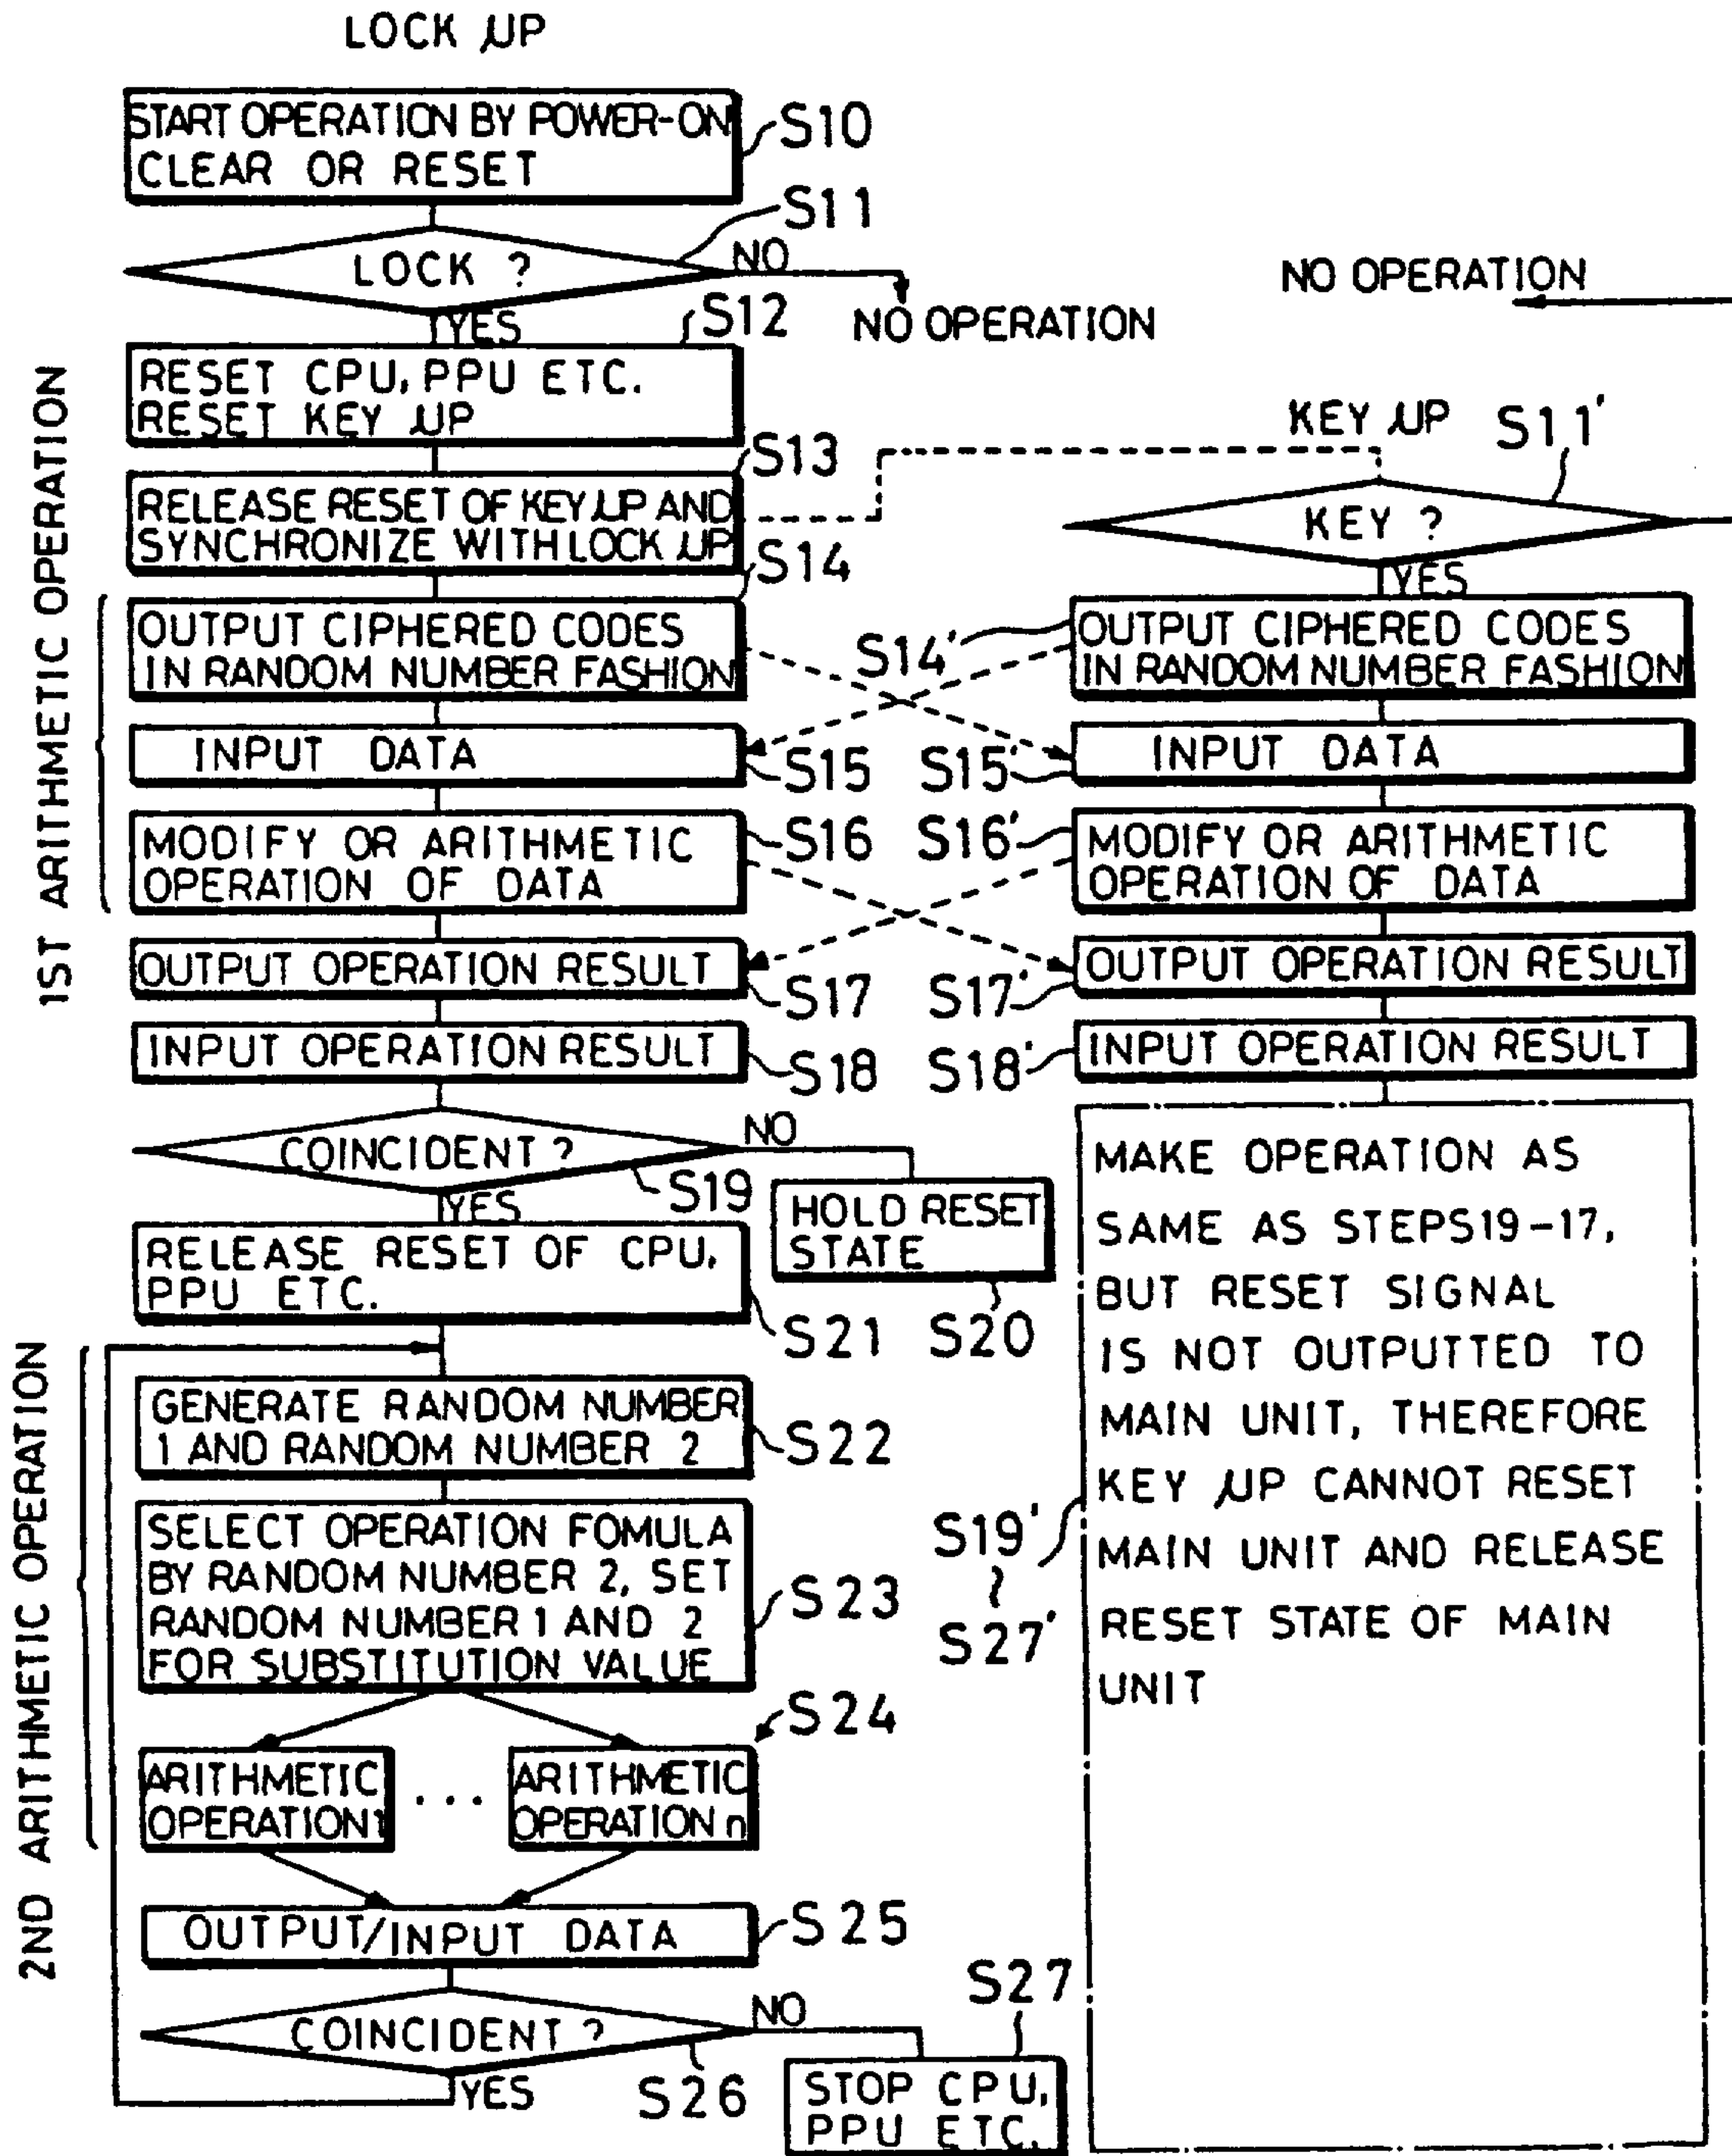 LOCK μP
START OPERATION BY POWER-ON
CLEAR OR RESET
S10
S11
LOCK ?
NO
NO OPERATION
YES
S12
RESET CPU, PPU ETC.
RESET KEY μP
S13
RELEASE RESET OF KEY μP AND
SYNCHRONIZE WITH LOCK μP
S14
1ST ARITHMETIC OPERATION
OUTPUT CIPHERED CODES
IN RANDOM NUMBER FASHION
INPUT DATA
S15
MODIFY OR ARITHMETIC
OPERATION OF DATA
S16
OUTPUT OPERATION RESULT
S17
INPUT OPERATION RESULT
S18
COINCIDENT ?
NO
S19
YES
HOLD RESET
STATE
S20
RELEASE RESET OF CPU,
PPU ETC.
S21
2ND ARITHMETIC OPERATION
GENERATE RANDOM NUMBER
1 AND RANDOM NUMBER 2
S22
SELECT OPERATION FOMULA
BY RANDOM NUMBER 2, SET
RANDOM NUMBER 1 AND 2
FOR SUBSTITUTION VALUE
S23
S24
ARITHMETIC
OPERATION 1
...
ARITHMETIC
OPERATION n
OUTPUT/INPUT DATA
S25
COINCIDENT ?
NO
S26
YES
S27
STOP CPU,
PPU ETC.
NO OPERATION
KEY μP
S11'
KEY ?
YES
S14'
OUTPUT CIPHERED CODES
IN RANDOM NUMBER FASHION
S15'
INPUT DATA
S16'
MODIFY OR ARITHMETIC
OPERATION OF DATA
S17'
OUTPUT OPERATION RESULT
S18'
INPUT OPERATION RESULT
S19'
~
S27'
MAKE OPERATION AS
SAME AS STEPS19-17,
BUT RESET SIGNAL
IS NOT OUTPUTTED TO
MAIN UNIT, THEREFORE
KEY μP CANNOT RESET
MAIN UNIT AND RELEASE
RESET STATE OF MAIN
UNIT